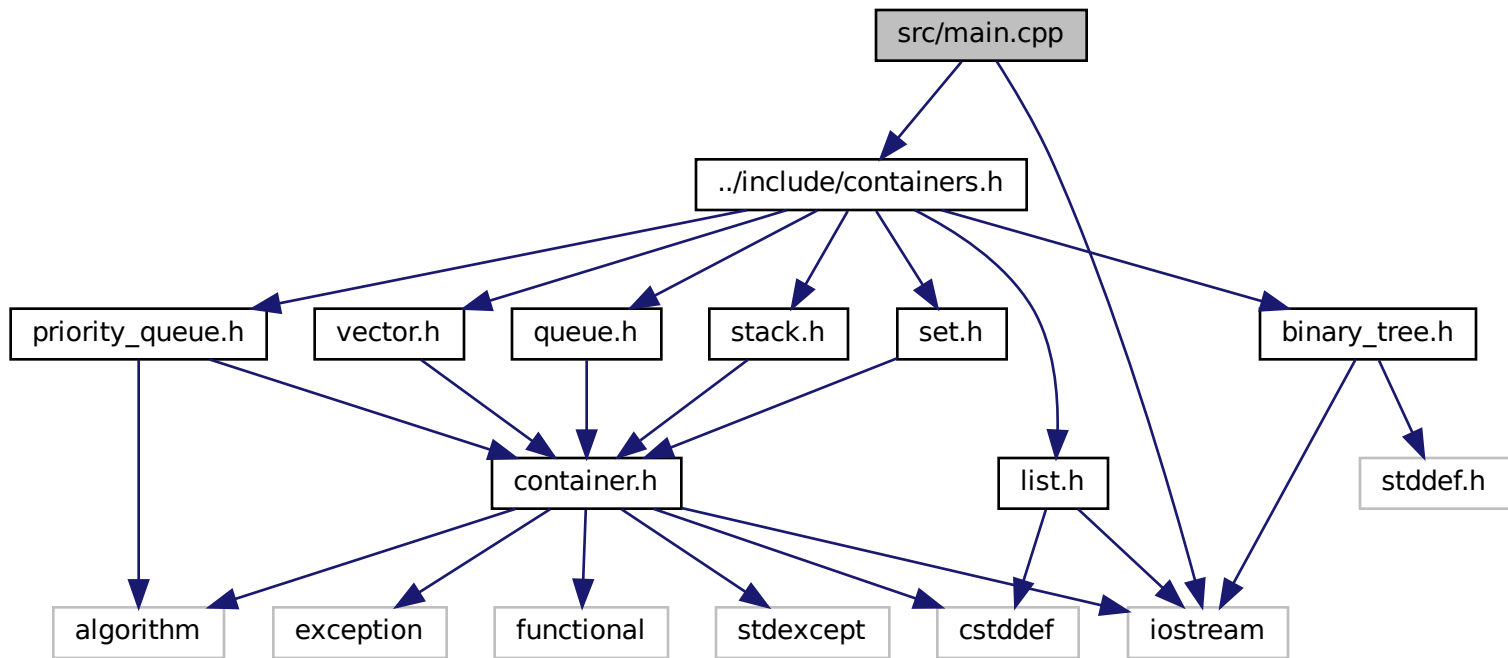 src/main.cpp
../include/containers.h
priority_queue.h
vector.h
queue.h
stack.h
set.h
binary_tree.h
container.h
list.h
stddef.h
algorithm
exception
functional
stdexcept
cstddef
iostream